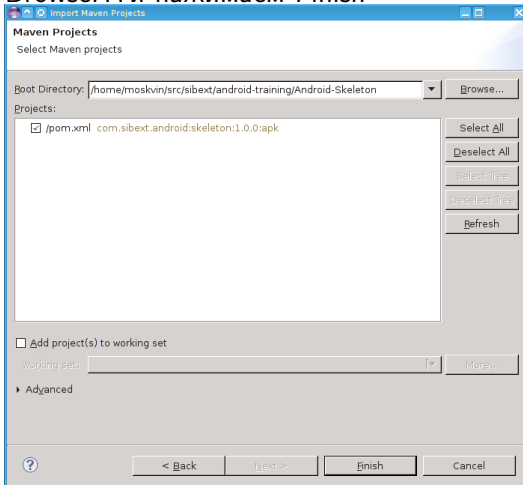 Import Maven Projects
Maven Projects
Select Maven projects
Root Directory: /home/moskvin/src/sibext/android-training/Android-Skeleton Browse...
Projects:
/pom.xml com.sibext.android:skeleton:1.0.0:apk
Select All
Deselect All
Select Tree
Deselect Tree
Refresh
Add project(s) to working set
Working set: More...
Advanced
< Back Next > Finish Cancel